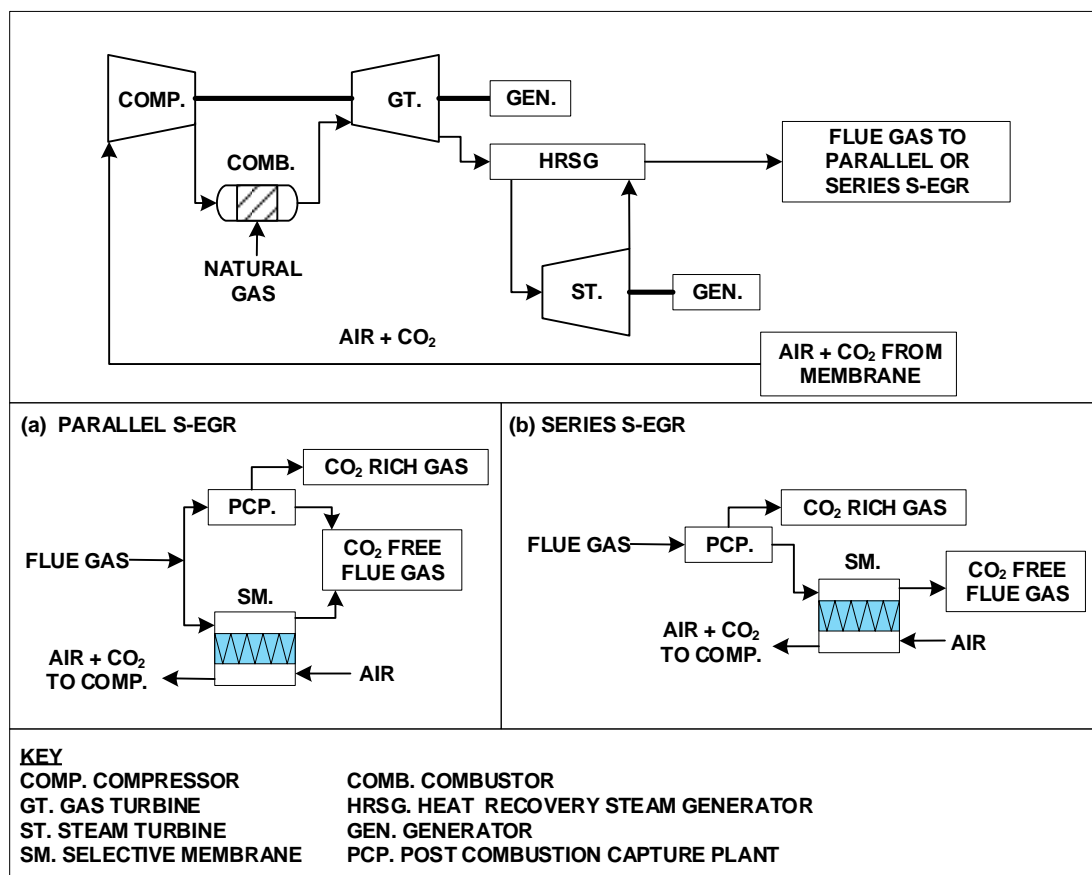 COMP.
GT.
GEN.
COMB.
HRSG
FLUE GAS TO
PARALLEL OR
SERIES S-EGR
NATURAL
GAS
ST.
GEN.
AIR + CO₂
AIR + CO₂ FROM
MEMBRANE
(a) PARALLEL S-EGR
CO₂ RICH GAS
PCP.
FLUE GAS
CO₂ FREE
FLUE GAS
SM.
AIR + CO₂
TO COMP.
AIR
(b) SERIES S-EGR
CO₂ RICH GAS
FLUE GAS
PCP.
SM.
CO₂ FREE
FLUE GAS
AIR + CO₂
TO COMP.
AIR
KEY
COMP. COMPRESSOR
GT. GAS TURBINE
ST. STEAM TURBINE
SM. SELECTIVE MEMBRANE
COMB. COMBUSTOR
HRSG. HEAT RECOVERY STEAM GENERATOR
GEN. GENERATOR
PCP. POST COMBUSTION CAPTURE PLANT